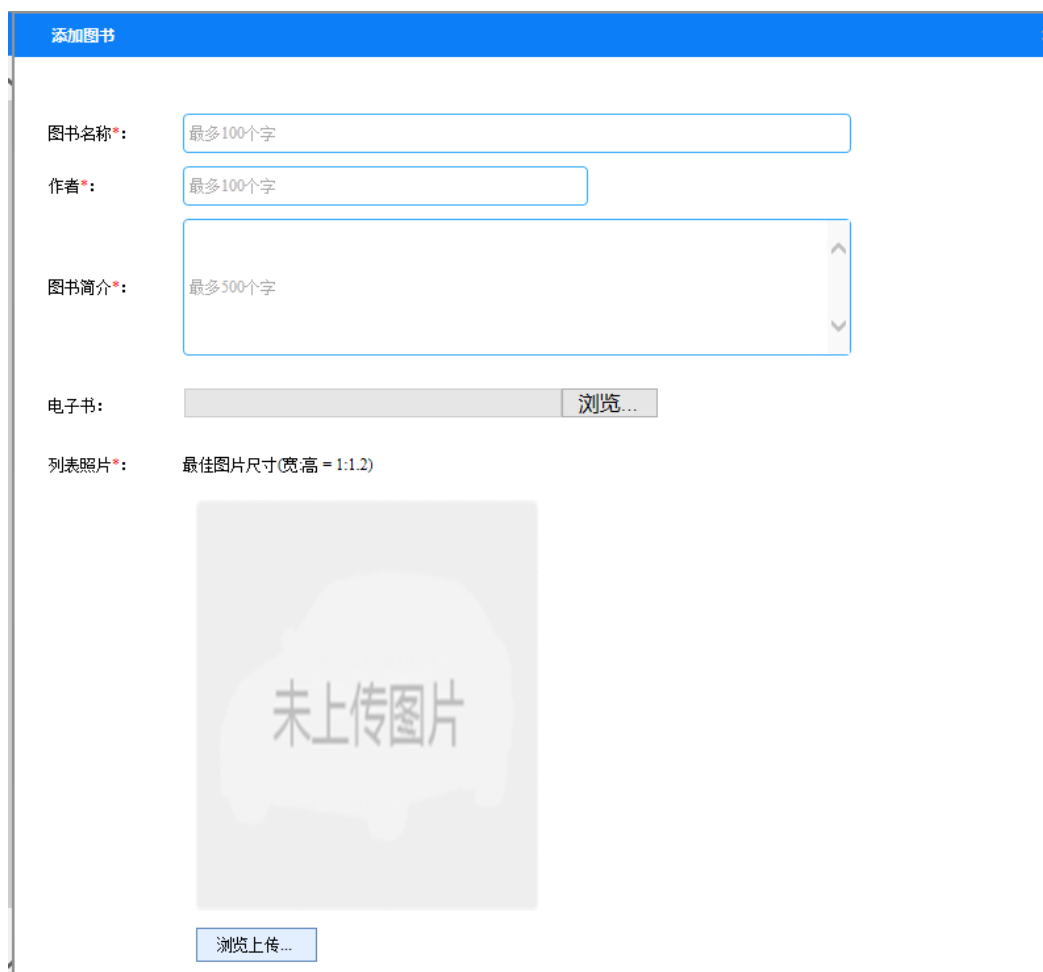 添加图书
图书名称*： 最多100个字
作者*： 最多100个字
图书简介*： 最多500个字
电子书： 浏览...
列表照片*： 最佳图片尺寸(宽:高 = 1:1.2)
未上传图片
浏览上传...